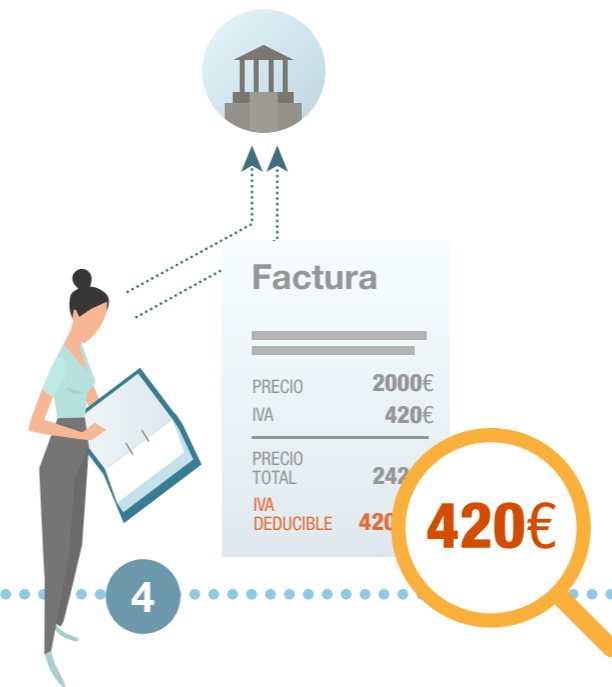 Factura
PRECIO 2000€
IVA 420€
PRECIO
TOTAL
IVA
DEDUCIBLE
420€
4